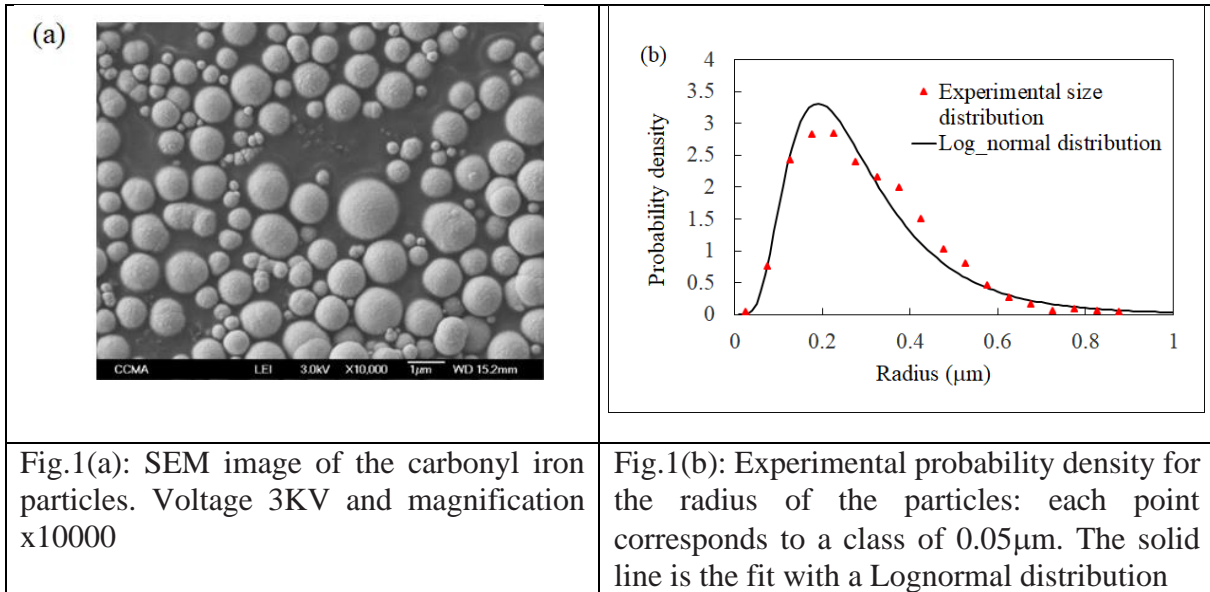 (a)
CCMA LEI 3.0kV X10,000 1μm WD 15.2mm
(b)
4
3.5
3
2.5
2
1.5
1
0.5
0
Probability density
Experimental size
distribution
Log_normal distribution
0 0.2 0.4 0.6 0.8 1
Radius (μm)
Fig.1(a): SEM image of the carbonyl iron
particles. Voltage 3KV and magnification
x10000
Fig.1(b): Experimental probability density for
the radius of the particles: each point
corresponds to a class of 0.05μm. The solid
line is the fit with a Lognormal distribution